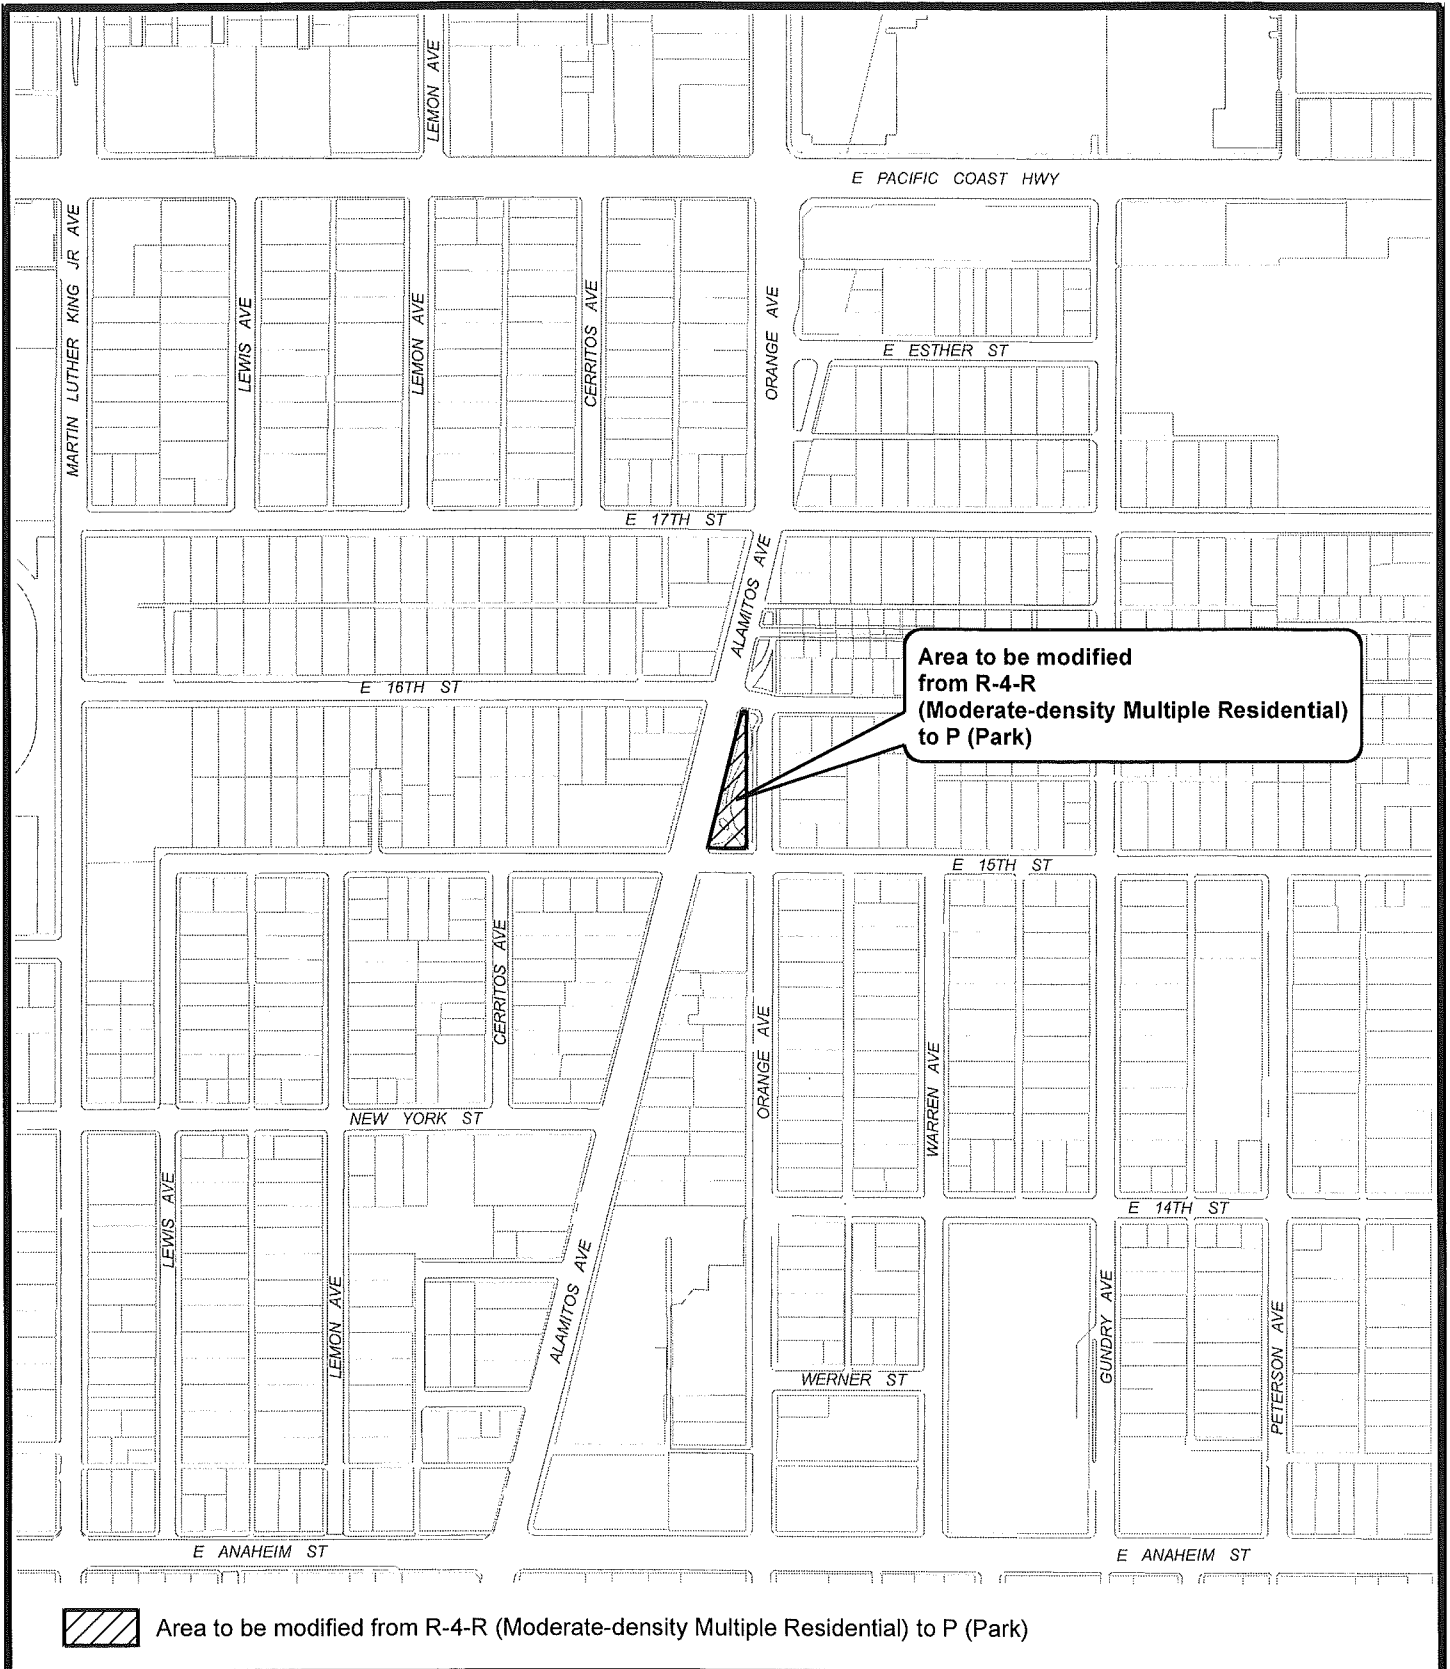 LEMON AVE
E PACIFIC COAST HWY
MARTIN LUTHER KING JR AVE
LEWIS AVE
LEMON AVE
CERRITOS AVE
ORANGE AVE
E ESTHER ST
E 17TH ST
ALAMITOS AVE
E 16TH ST
Area to be modified
from R-4-R
(Moderate-density Multiple Residential)
to P (Park)
E 15TH ST
CERRITOS AVE
ORANGE AVE
WARREN AVE
NEW YORK ST
LEWIS AVE
E 14TH ST
LEMON AVE
ALAMITOS AVE
GUNDRY AVE
PETERSON AVE
WERNER ST
E ANAHEIM ST
E ANAHEIM ST
Area to be modified from R-4-R (Moderate-density Multiple Residential) to P (Park)